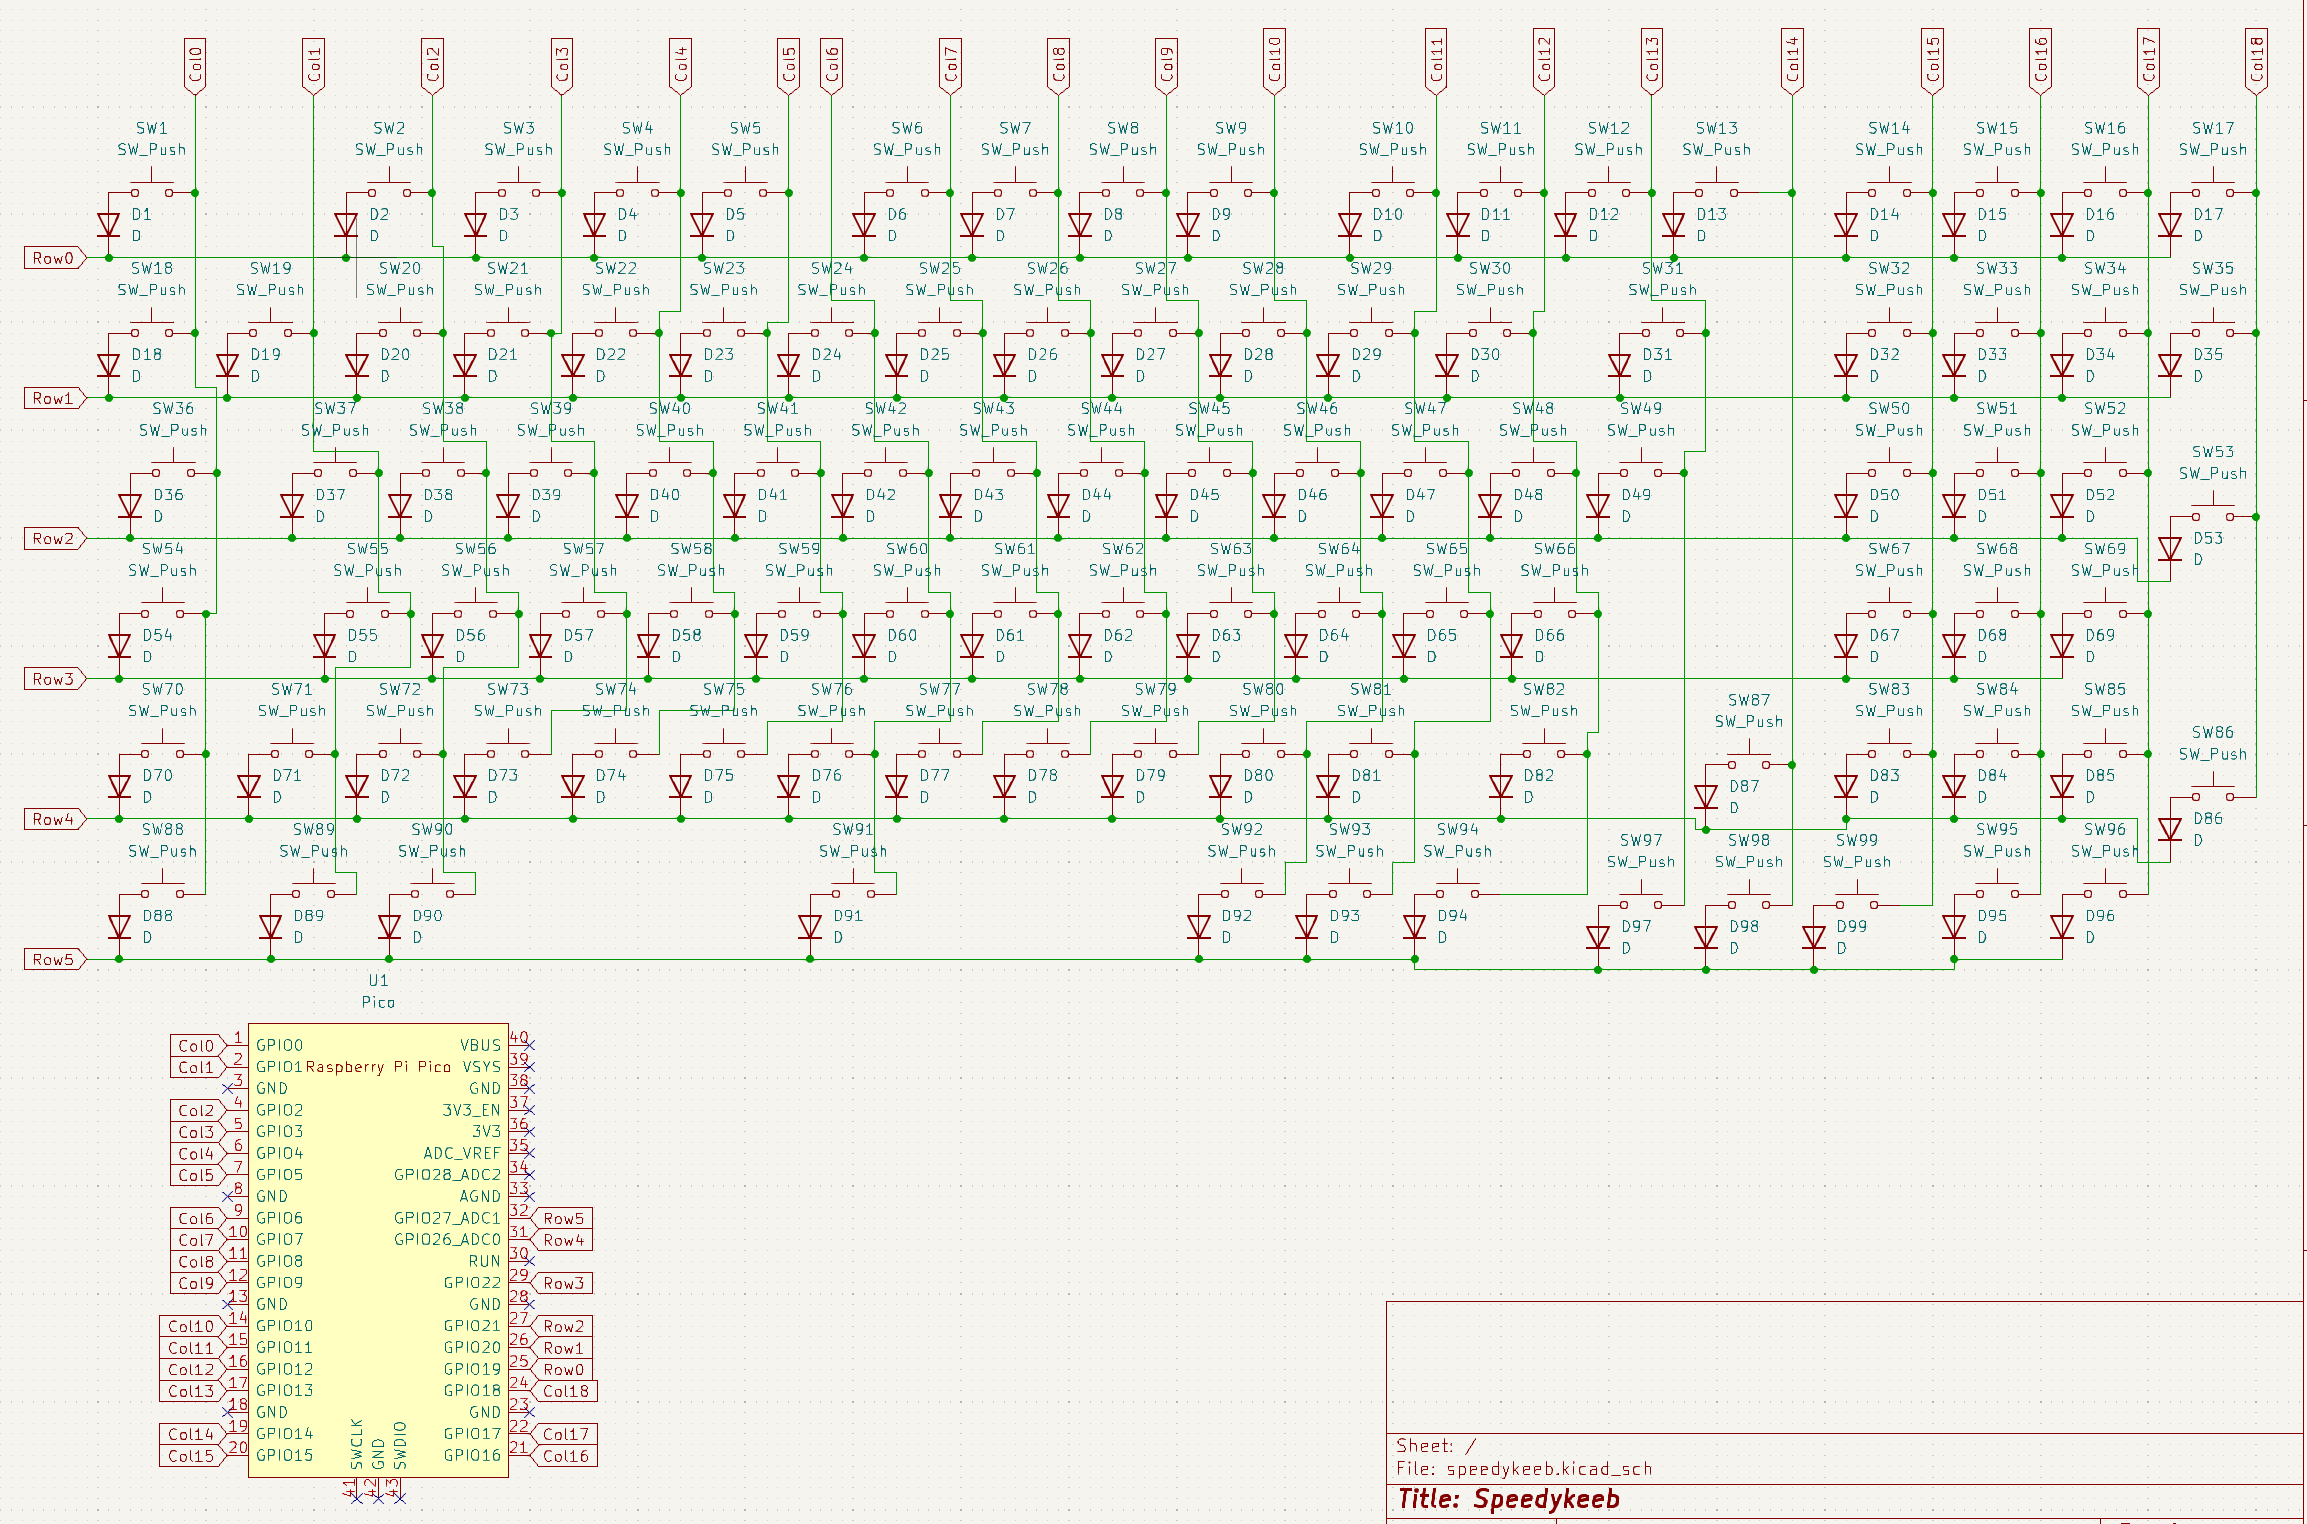 Col0 Col1 Col2 Col3 Col4 Col5 Col6 Col7 Col8 Col9 Col10 Col11 Col12 Col13 Col14 Col15 Col16 Col17 Col18
SW1 SW2 SW3 SW4 SW5 SW6 SW7 SW8 SW9 SW10 SW11 SW12 SW13 SW14 SW15 SW16 SW17
SW_Push SW_Push SW_Push SW_Push SW_Push SW_Push SW_Push SW_Push SW_Push SW_Push SW_Push SW_Push SW_Push SW_Push SW_Push SW_Push SW_Push
D1 D2 D3 D4 D5 D6 D7 D8 D9 D10 D11 D12 D13 D14 D15 D16 D17
D D D D D D D D D D D D D D D D D
Row0
SW18 SW19 SW20 SW21 SW22 SW23 SW24 SW25 SW26 SW27 SW28 SW29 SW30 SW31 SW32 SW33 SW34 SW35
SW_Push SW_Push SW_Push SW_Push SW_Push SW_Push SW_Push SW_Push SW_Push SW_Push SW_Push SW_Push SW_Push SW_Push SW_Push SW_Push SW_Push SW_Push
D18 D19 D20 D21 D22 D23 D24 D25 D26 D27 D28 D29 D30 D31 D32 D33 D34 D35
D D D D D D D D D D D D D D D D D D
Row1
SW36 SW37 SW38 SW39 SW40 SW41 SW42 SW43 SW44 SW45 SW46 SW47 SW48 SW49 SW50 SW51 SW52
SW_Push SW_Push SW_Push SW_Push SW_Push SW_Push SW_Push SW_Push SW_Push SW_Push SW_Push SW_Push SW_Push SW_Push SW_Push SW_Push SW_Push
SW53
SW_Push
D36 D37 D38 D39 D40 D41 D42 D43 D44 D45 D46 D47 D48 D49 D50 D51 D52
D D D D D D D D D D D D D D D D D
Row2
D53
D
SW54 SW55 SW56 SW57 SW58 SW59 SW60 SW61 SW62 SW63 SW64 SW65 SW66 SW67 SW68 SW69
SW_Push SW_Push SW_Push SW_Push SW_Push SW_Push SW_Push SW_Push SW_Push SW_Push SW_Push SW_Push SW_Push SW_Push SW_Push SW_Push
D54 D55 D56 D57 D58 D59 D60 D61 D62 D63 D64 D65 D66 D67 D68 D69
D D D D D D D D D D D D D D D D
Row3
SW70 SW71 SW72 SW73 SW74 SW75 SW76 SW77 SW78 SW79 SW80 SW81 SW82 SW83 SW84 SW85
SW_Push SW_Push SW_Push SW_Push SW_Push SW_Push SW_Push SW_Push SW_Push SW_Push SW_Push SW_Push SW_Push SW_Push SW_Push SW_Push
SW87
SW_Push
SW86
SW_Push
D70 D71 D72 D73 D74 D75 D76 D77 D78 D79 D80 D81 D82 D87 D83 D84 D85
D D D D D D D D D D D D D D D D D
Row4
D86
D
SW88 SW89 SW90 SW91 SW92 SW93 SW94 SW95 SW96
SW_Push SW_Push SW_Push SW_Push SW_Push SW_Push SW_Push SW_Push SW_Push
SW97 SW98 SW99
SW_Push SW_Push SW_Push
D88 D89 D90 D91 D92 D93 D94 D95 D96
D D D D D D D D D
D97 D98 D99
D D D
Row5
U1
Pico
Col0 1 GPIO0 VBUS 40
Col1 2 GPIO1 Raspberry Pi Pico VSYS 39
3 GND GND 38
Col2 4 GPIO2 3V3_EN 37
Col3 5 GPIO3 3V3 36
Col4 6 GPIO4 ADC_VREF 35
Col5 7 GPIO5 GPIO28_ADC2 34
8 GND AGND 33
Col6 9 GPIO6 GPIO27_ADC1 32 Row5
Col7 10 GPIO7 GPIO26_ADC0 31 Row4
Col8 11 GPIO8 RUN 30
Col9 12 GPIO9 GPIO22 29 Row3
13 GND GND 28
Col10 14 GPIO10 GPIO21 27 Row2
Col11 15 GPIO11 GPIO20 26 Row1
Col12 16 GPIO12 GPIO19 25 Row0
Col13 17 GPIO13 GPIO18 24 Col18
18 GND GND 23
Col14 19 GPIO14 GPIO17 22 Col17
Col15 20 GPIO15 GPIO16 21 Col16
SWCLK GND SWDIO
41 42 43
Sheet: /
File: speedykeeb.kicad_sch
Title: Speedykeeb